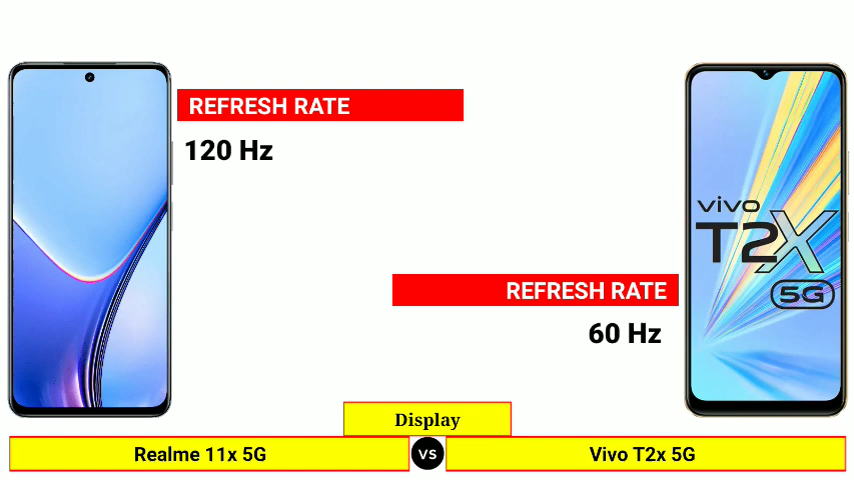 REFRESH RATE
120 Hz
vivo
T2X
5G
REFRESH RATE
60 Hz
Display
Realme 11x 5G
VS
Vivo T2x 5G